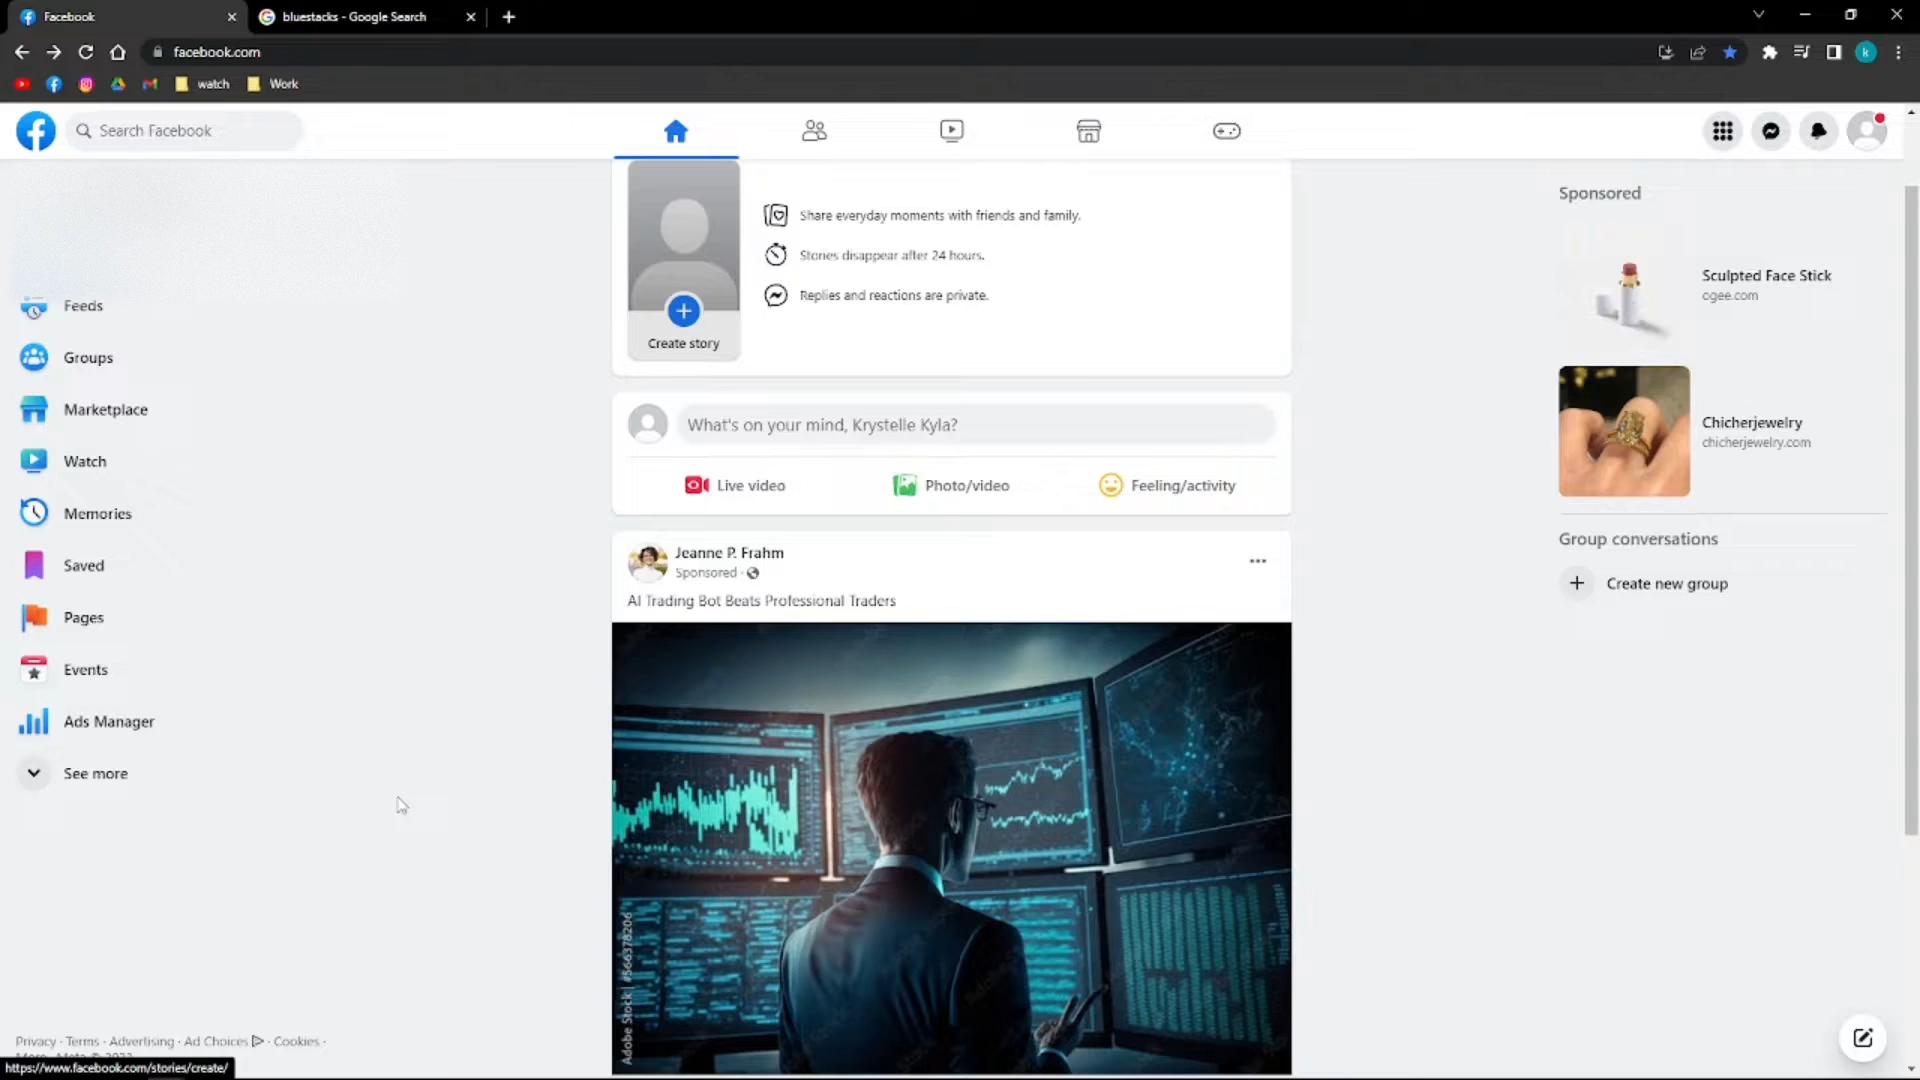 Facebook
bluestacks - Google Search
facebook.com
watch
Work
Search Facebook
Share everyday moments with friends and family.
Stories disappear after 24 hours.
Replies and reactions are private.
Create story
Feeds
Groups
Marketplace
Watch
Memories
Saved
Pages
Events
Ads Manager
See more
What's on your mind, Krystelle Kyla?
Live video
Photo/video
Feeling/activity
Jeanne P. Frahm
Sponsored ·
AI Trading Bot Beats Professional Traders
Adobe Stock | #566378206
Sponsored
Sculpted Face Stick
ogee.com
Chicherjewelry
chicherjewelry.com
Group conversations
Create new group
k
Privacy · Terms · Advertising · Ad Choices · Cookies ·
https://www.facebook.com/stories/create/